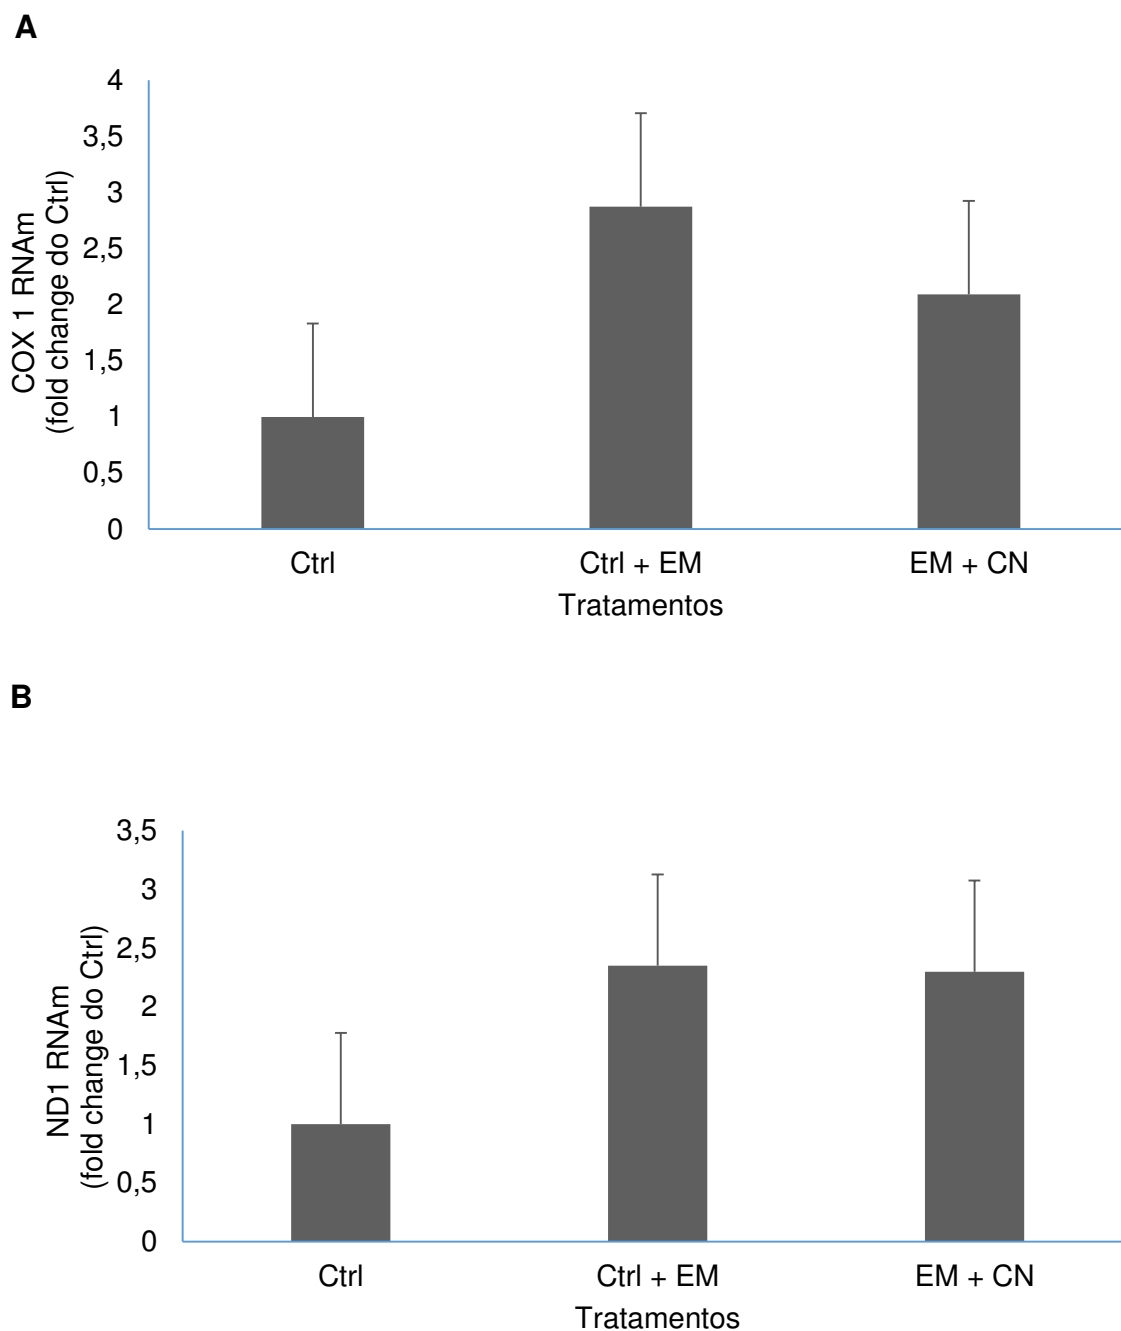 A
4
3,5
3
2,5
2
1,5
1
0,5
0
COX 1 RNAm
(fold change do Ctrl)
Ctrl
Ctrl + EM
EM + CN
Tratamentos
B
3,5
3
2,5
2
1,5
1
0,5
0
ND1 RNAm
(fold change do Ctrl)
Ctrl
Ctrl + EM
EM + CN
Tratamentos